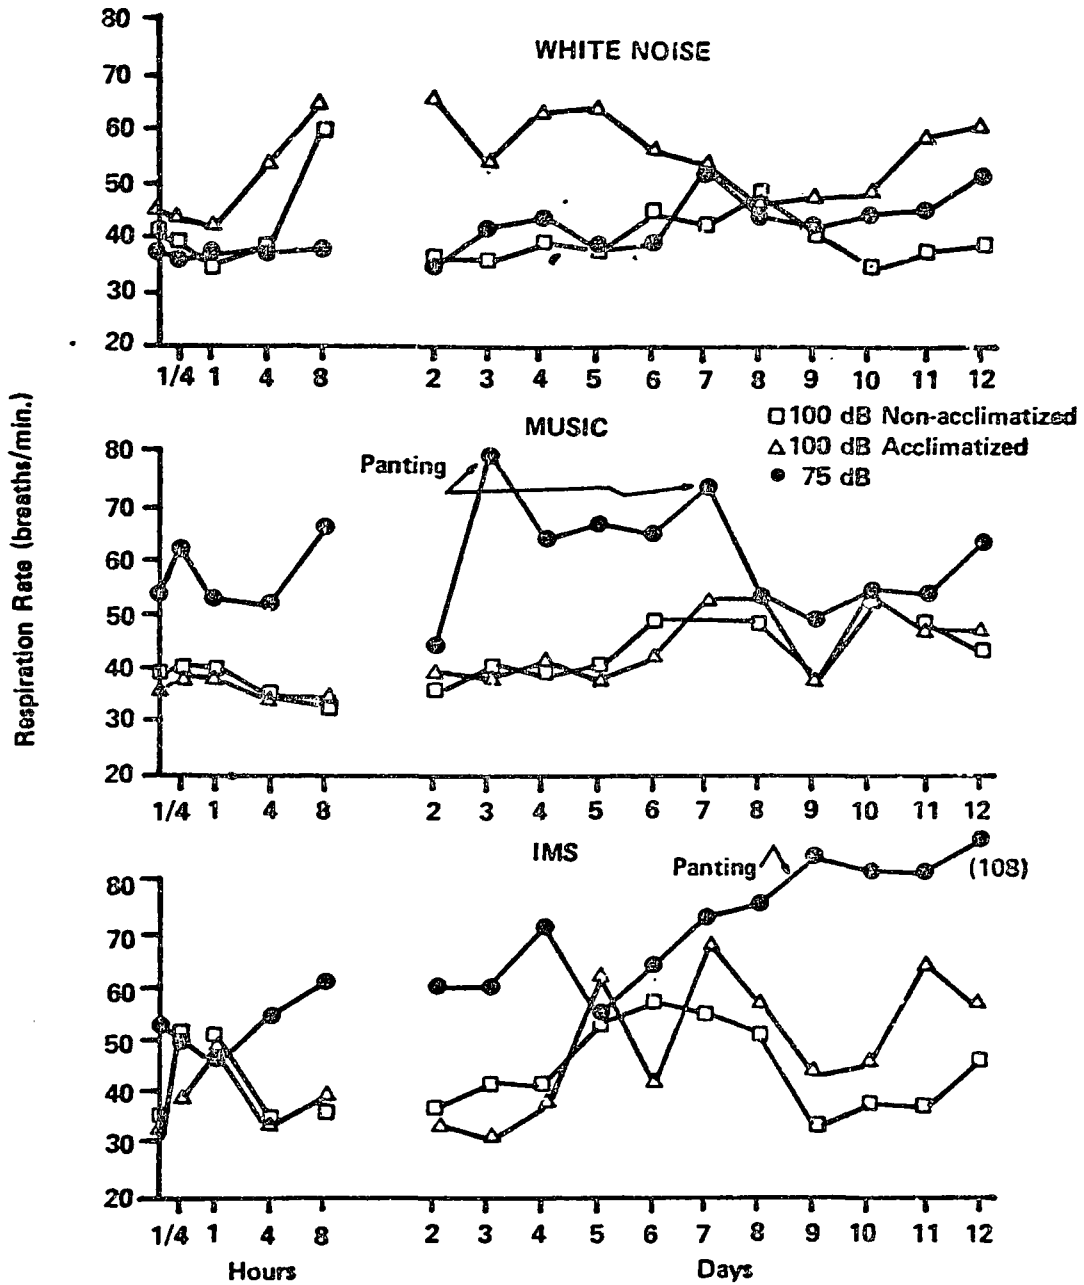 WHITE NOISE
80
70
60
50
40
30
20
1/4 1 4 8 2 3 4 5 6 7 8 9 10 11 12
Respiration Rate (breaths/min.)
□ 100 dB Non-acclimatized
△ 100 dB Acclimatized
● 75 dB
MUSIC
Panting
80
70
60
50
40
30
20
1/4 1 4 8 2 3 4 5 6 7 8 9 10 11 12
IMS
Panting
(108)
80
70
60
50
40
30
20
1/4 1 4 8 2 3 4 5 6 7 8 9 10 11 12
Hours Days